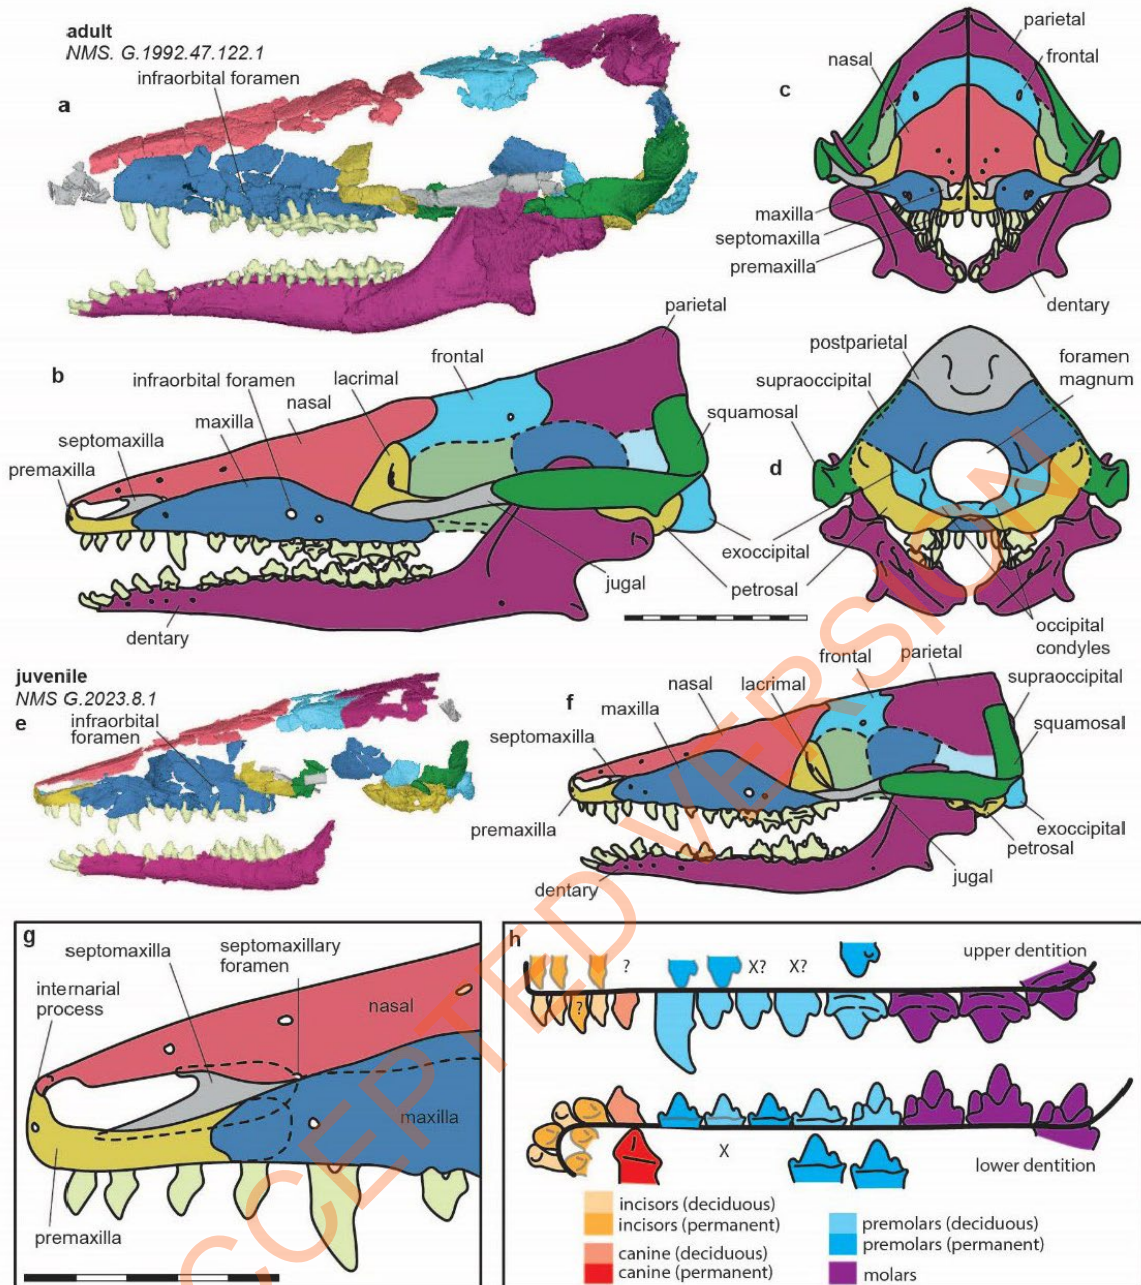 adult
NMS. G.1992.47.122.1
infraorbital foramen
a
parietal
nasal
frontal
c
maxilla
septomaxilla
premaxilla
dentary
b
parietal
frontal
infraorbital foramen
lacrimal
nasal
maxilla
septomaxilla
premaxilla
squamosal
exoccipital
petrosal
jugal
dentary
postparietal
foramen
magnum
supraoccipital
d
occipital
condyles
juvenile
NMS G.2023.8.1
infraorbital
foramen
e
f
frontal
parietal
nasal
lacrimal
supraoccipital
maxilla
squamosal
septomaxilla
premaxilla
exoccipital
petrosal
jugal
dentary
g
septomaxilla
septomaxillary
foramen
internarial
process
nasal
maxilla
premaxilla
h
?
X?
X?
upper dentition
?
X
lower dentition
incisors (deciduous)
incisors (permanent)
canine (deciduous)
canine (permanent)
premolars (deciduous)
premolars (permanent)
molars
ACCEPTED VERSION